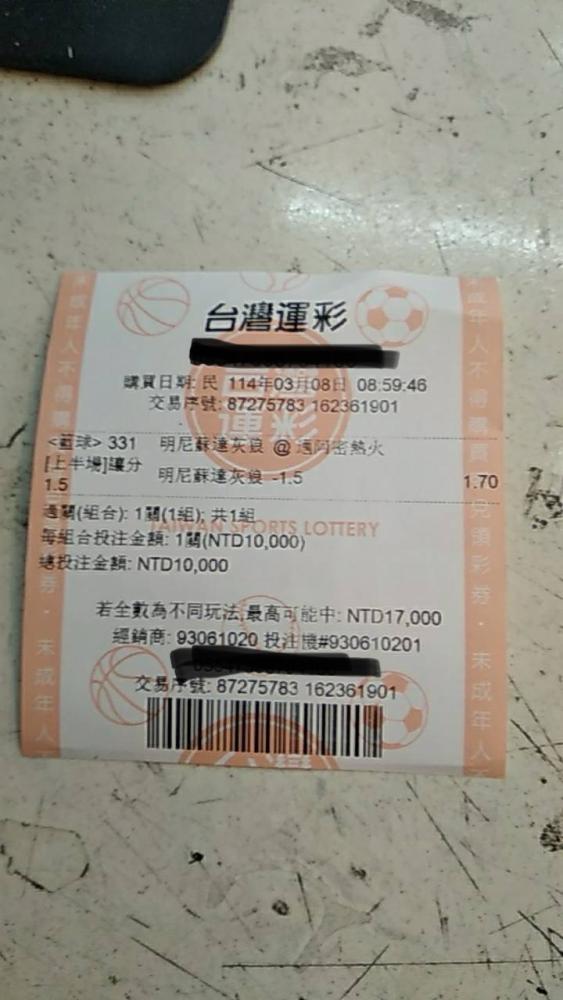 台灣運彩
購買日期: 民 114年03月08日 08:59:46
交易序號: 87275783 162361901
<籃球> 331 明尼蘇達灰狼 @ 邁阿密熱火
[上半場]讓分
1.5 明尼蘇達灰狼 -1.5 1.70
過關(組合): 1關(1組); 共1組
TAIWAN SPORTS LOTTERY
每組合投注金額: 1關(NTD10,000)
總投注金額: NTD10,000
若全數為不同玩法,最高可能中: NTD17,000
經銷商: 93061020 投注機#930610201
交易序號: 87275783 162361901